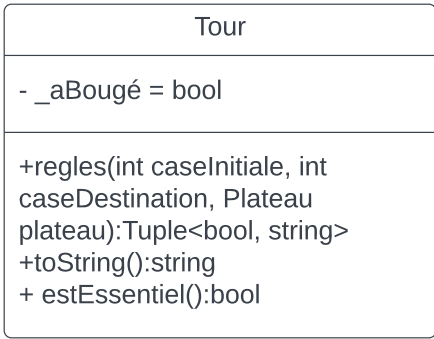 Tour
- _aBougé = bool
+regles(int caseInitiale, int
caseDestination, Plateau
plateau):Tuple<bool, string>
+toString():string
+ estEssentiel():bool